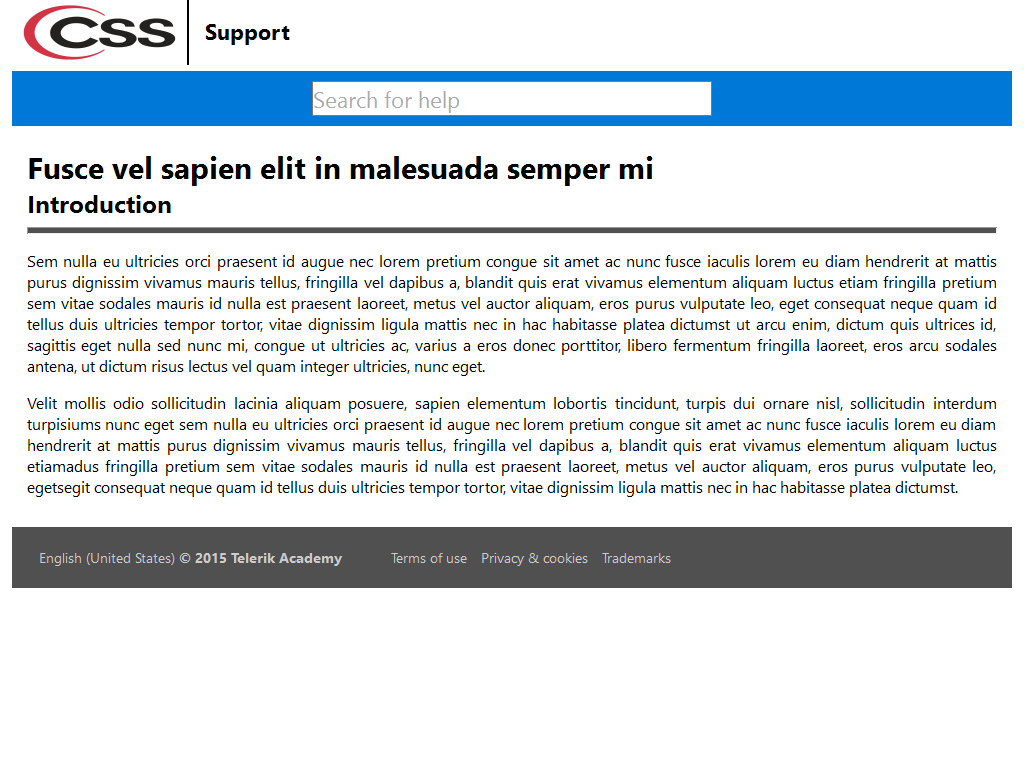 CSS
Support
Search for help
Fusce vel sapien elit in malesuada semper mi
Introduction
Sem nulla eu ultricies orci praesent id augue nec lorem pretium congue sit amet ac nunc fusce iaculis lorem eu diam hendrerit at mattis
purus dignissim vivamus mauris tellus, fringilla vel dapibus a, blandit quis erat vivamus elementum aliquam luctus etiam fringilla pretium
sem vitae sodales mauris id nulla est praesent laoreet, metus vel auctor aliquam, eros purus vulputate leo, eget consequat neque quam id
tellus duis ultricies tempor tortor, vitae dignissim ligula mattis nec in hac habitasse platea dictumst ut arcu enim, dictum quis ultrices id,
sagittis eget nulla sed nunc mi, congue ut ultricies ac, varius a eros donec porttitor, libero fermentum fringilla laoreet, eros arcu sodales
antena, ut dictum risus lectus vel quam integer ultricies, nunc eget.
Velit mollis odio sollicitudin lacinia aliquam posuere, sapien elementum lobortis tincidunt, turpis dui ornare nisl, sollicitudin interdum
turpisiums nunc eget sem nulla eu ultricies orci praesent id augue nec lorem pretium congue sit amet ac nunc fusce iaculis lorem eu diam
hendrerit at mattis purus dignissim vivamus mauris tellus, fringilla vel dapibus a, blandit quis erat vivamus elementum aliquam luctus
etiamadus fringilla pretium sem vitae sodales mauris id nulla est praesent laoreet, metus vel auctor aliquam, eros purus vulputate leo,
egetsegit consequat neque quam id tellus duis ultricies tempor tortor, vitae dignissim ligula mattis nec in hac habitasse platea dictumst.
English (United States) © 2015 Telerik Academy Terms of use Privacy & cookies Trademarks